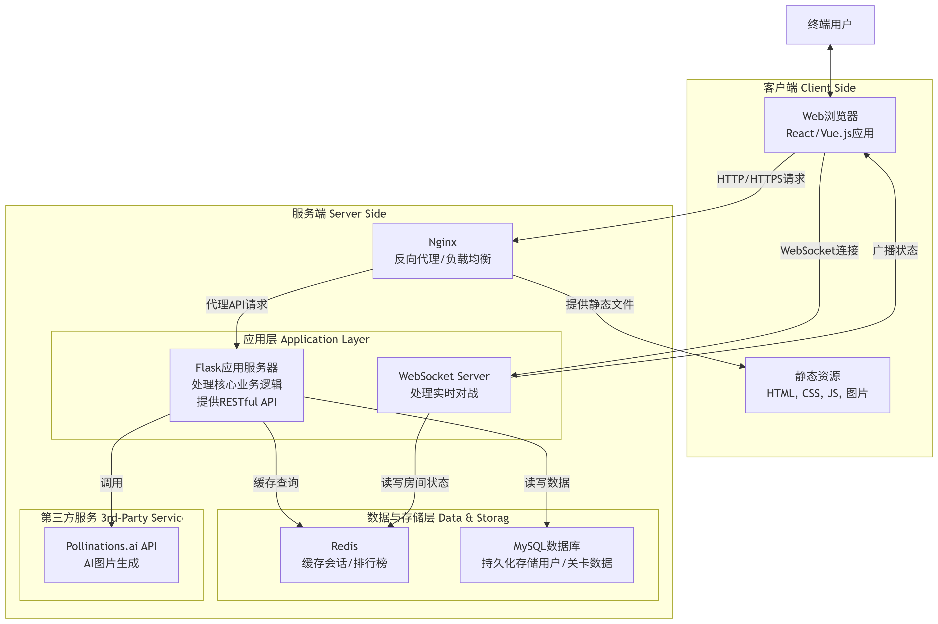 终端用户
客户端 Client Side
Web浏览器
React/Vue.js应用
HTTP/HTTPS请求
服务端 Server Side
Nginx
反向代理/负载均衡
WebSocket连接
广播状态
代理API请求
提供静态文件
应用层 Application Layer
Flask应用服务器
处理核心业务逻辑
提供RESTful API
WebSocket Server
处理实时对战
静态资源
HTML, CSS, JS, 图片
调用
缓存查询
读写房间状态
读写数据
第三方服务 3rd-Party Service
数据与存储层 Data & Storag
Pollinations.ai API
AI图片生成
Redis
缓存会话/排行榜
MySQL数据库
持久化存储用户/关卡数据